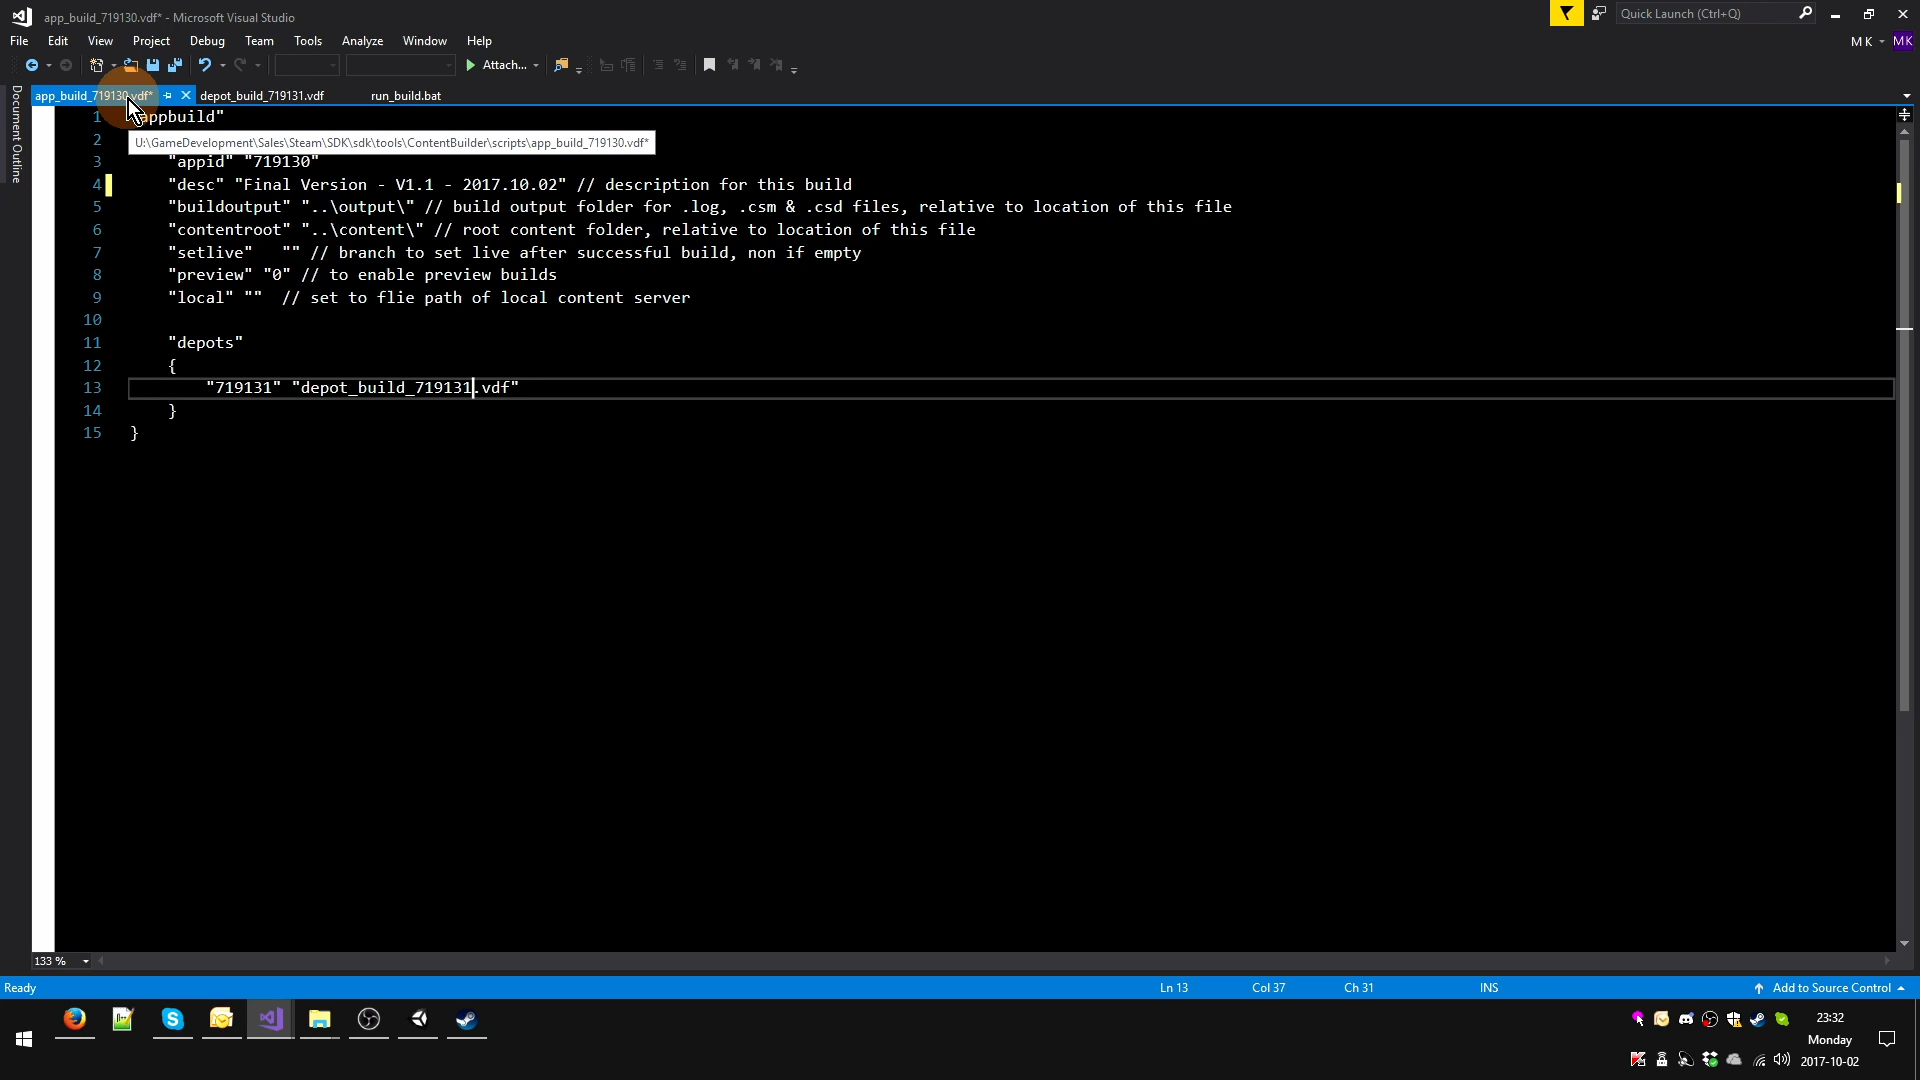 app_build_719130.vdf* - Microsoft Visual Studio
Quick Launch (Ctrl+Q)
File Edit View Project Debug Team Tools Analyze Window Help
M K MK
Attach...
Document Outline
app_build_719130.vdf* depot_build_719131.vdf run_build.bat
1 appbuild"
2
U:\GameDevelopment\Sales\Steam\SDK\sdk\tools\ContentBuilder\scripts\app_build_719130.vdf*
3 "appid" "719130"
4 "desc" "Final Version - V1.1 - 2017.10.02" // description for this build
5 "buildoutput" "..\output\" // build output folder for .log, .csm & .csd files, relative to location of this file
6 "contentroot" "..\content\" // root content folder, relative to location of this file
7 "setlive" "" // branch to set live after successful build, non if empty
8 "preview" "0" // to enable preview builds
9 "local" "" // set to flie path of local content server
10
11 "depots"
12 {
13 "719131" "depot_build_719131.vdf"
14 }
15 }
133 %
Ready Ln 13 Col 37 Ch 31 INS Add to Source Control
23:32
Monday
2017-10-02